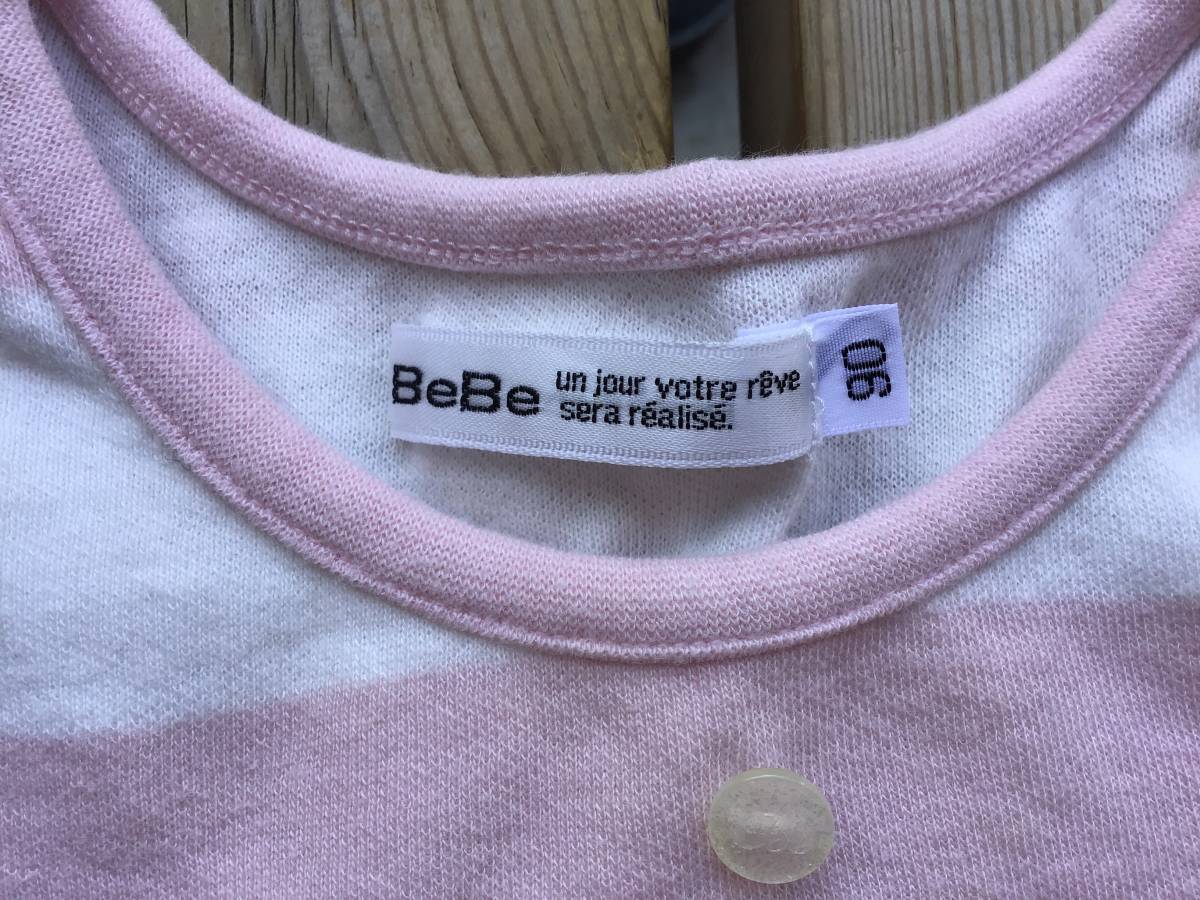 BeBe
un jour votre rêve
sera réalisé.
90